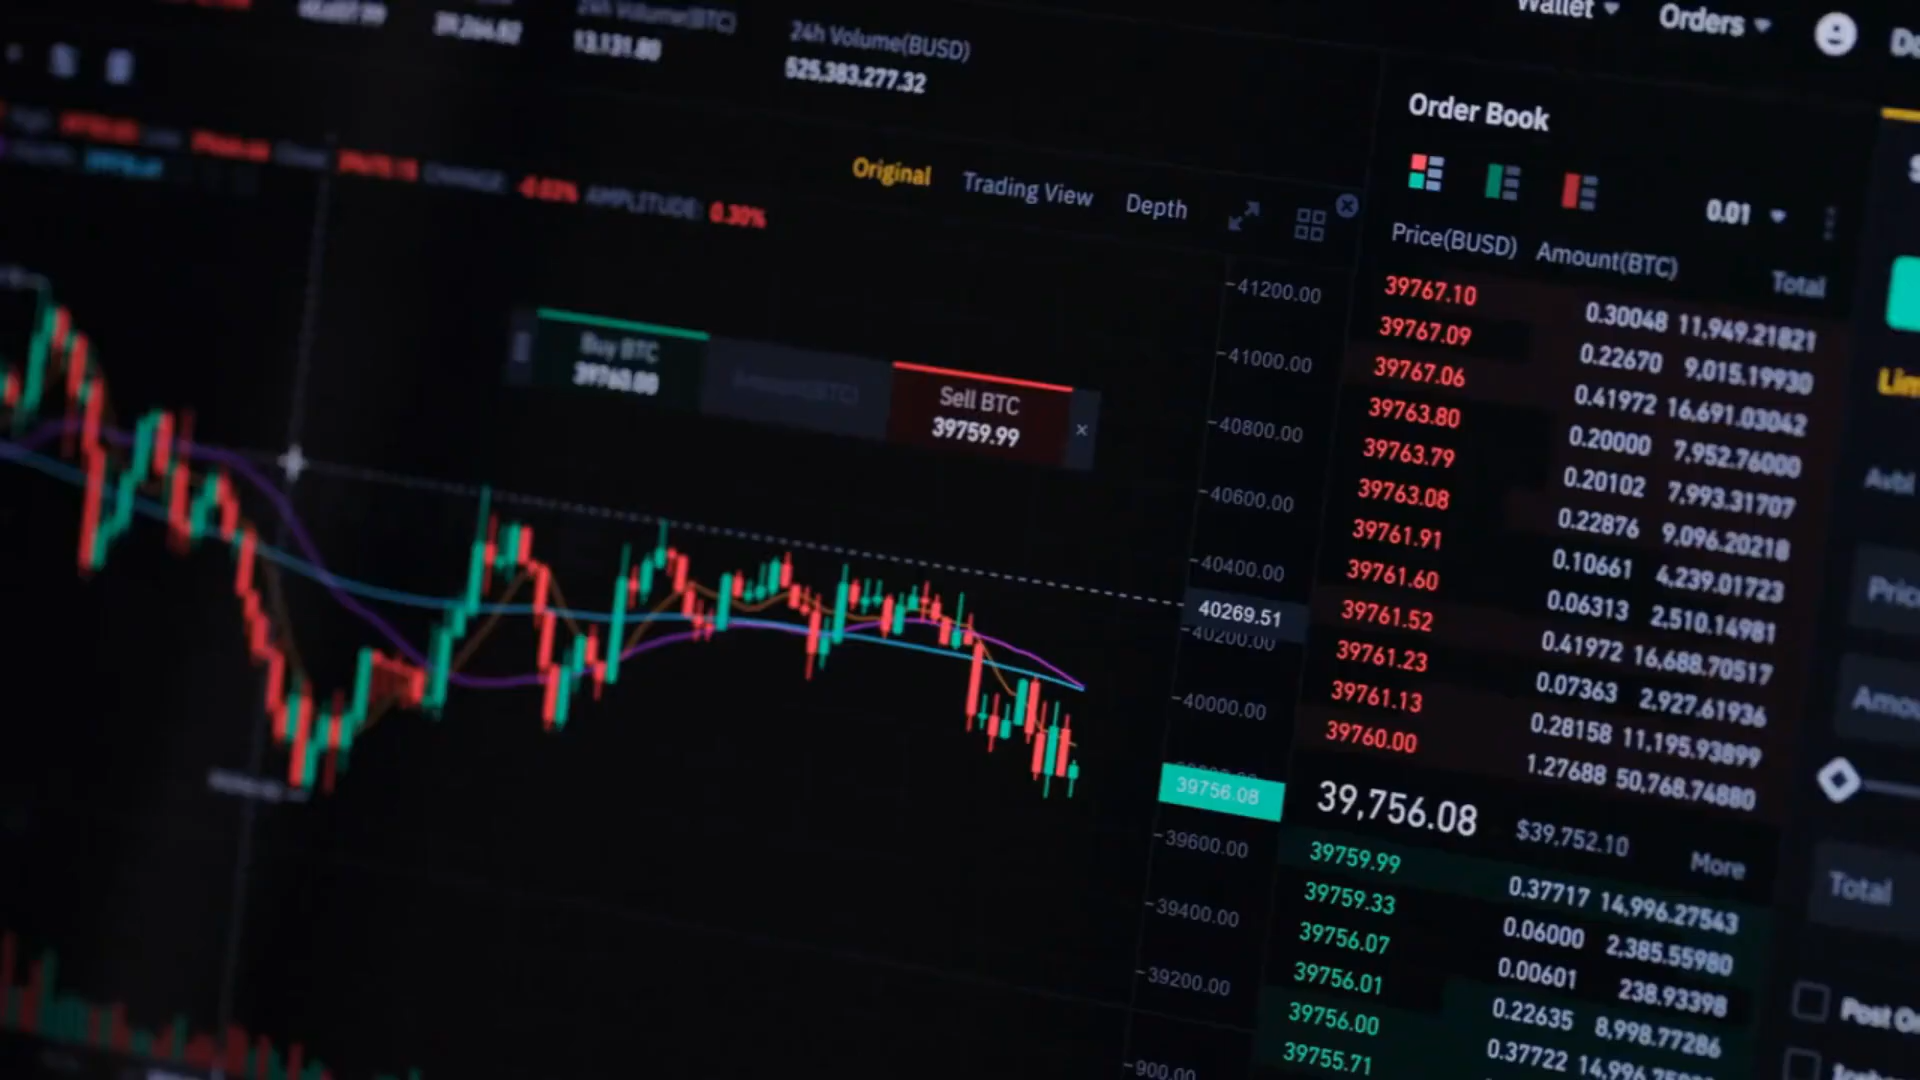 Wallet Orders
24h Volume(BTC)
13,131.80
24h Volume(BUSD)
525,383,277.32
CHANGE: -0.03% AMPLITUDE: 0.30%
Original Trading View Depth
Buy BTC
39760.00
Sell BTC
39759.99
×
41200.00
41000.00
40800.00
40600.00
40400.00
40269.51
40200.00
40000.00
39756.08
39600.00
39400.00
39200.00
Order Book
0.01
Price(BUSD) Amount(BTC) Total
39767.10 0.30048 11,949.21821
39767.09 0.22670 9,015.19930
39767.06 0.41972 16,691.03042
39763.80 0.20000 7,952.76000
39763.79 0.20102 7,993.31707
39763.08 0.22876 9,096.20218
39761.91 0.10661 4,239.01723
39761.60 0.06313 2,510.14981
39761.52 0.41972 16,688.70517
39761.23 0.07363 2,927.61936
39761.13 0.28158 11,195.93899
39760.00 1.27688 50,768.74880
39,756.08 $39,752.10 More
39759.99 0.37717 14,996.27543
39759.33 0.06000 2,385.55980
39756.07 0.00601 238.93398
39756.01 0.22635 8,998.77286
39756.00 0.37722
39755.71
Avbl
Total
Post